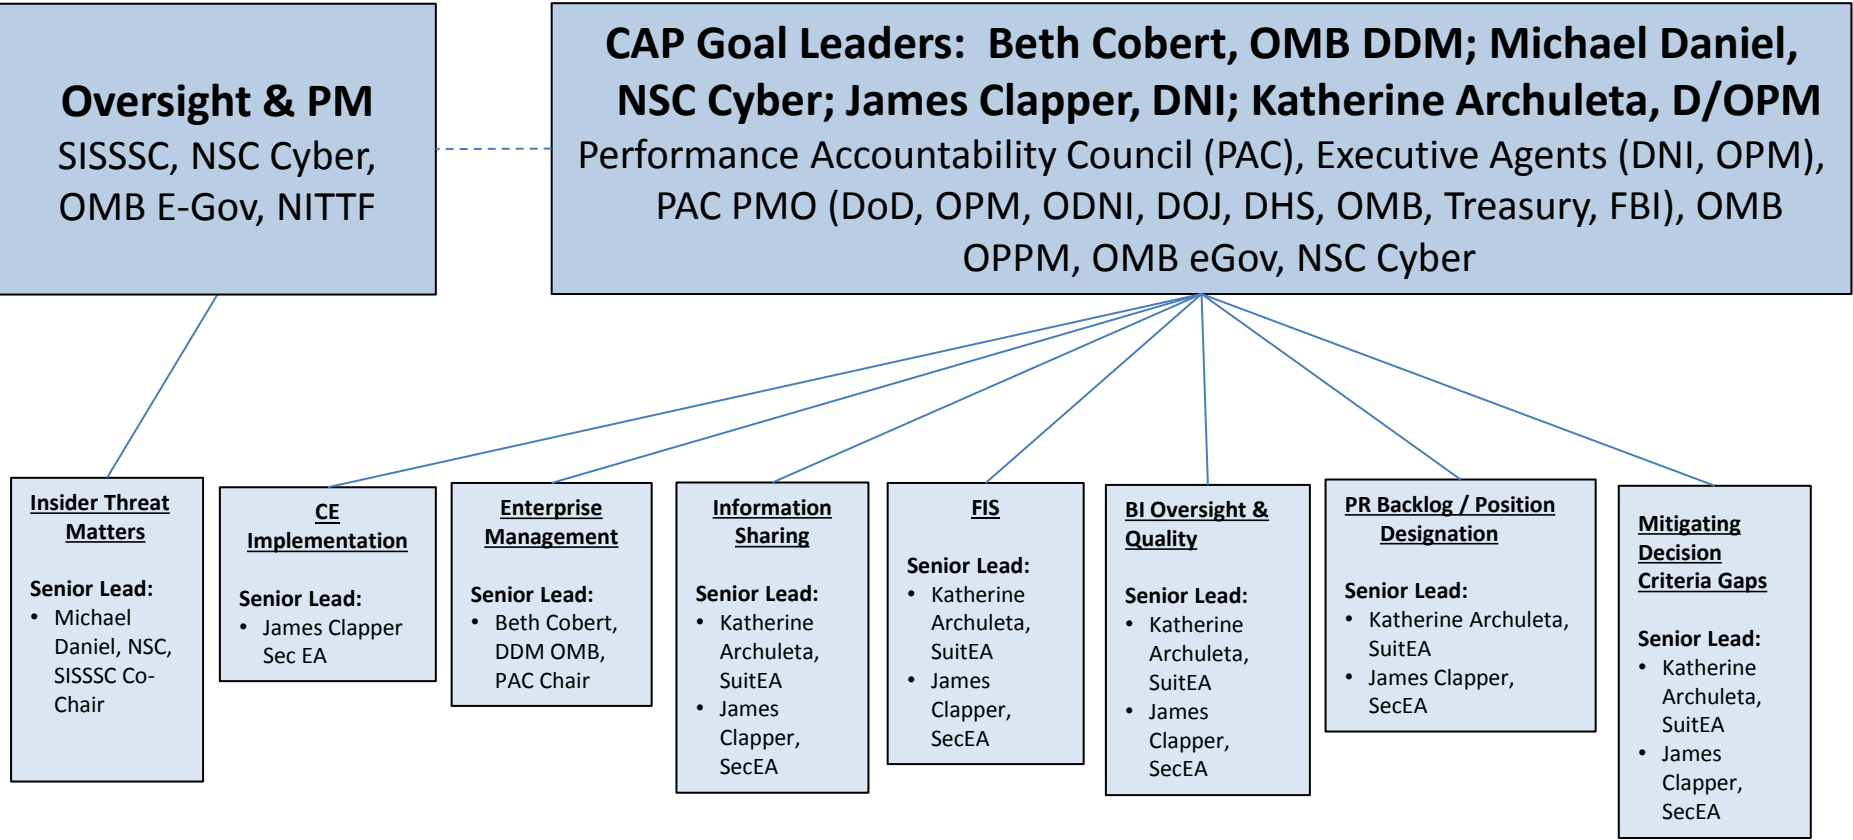 Oversight & PM
SISSSC, NSC Cyber,
OMB E-Gov, NITTF
CAP Goal Leaders: Beth Cobert, OMB DDM; Michael Daniel,
NSC Cyber; James Clapper, DNI; Katherine Archuleta, D/OPM
Performance Accountability Council (PAC), Executive Agents (DNI, OPM),
PAC PMO (DoD, OPM, ODNI, DOJ, DHS, OMB, Treasury, FBI), OMB
OPPM, OMB eGov, NSC Cyber
Insider Threat
Matters
Senior Lead:
• Michael
Daniel, NSC,
SISSSC Co-
Chair
CE
Implementation
Senior Lead:
• James Clapper
Sec EA
Enterprise
Management
Senior Lead:
• Beth Cobert,
DDM OMB,
PAC Chair
Information
Sharing
Senior Lead:
• Katherine
Archuleta,
SuitEA
• James
Clapper,
SecEA
FIS
Senior Lead:
• Katherine
Archuleta,
SuitEA
• James
Clapper,
SecEA
BI Oversight &
Quality
Senior Lead:
• Katherine
Archuleta,
SuitEA
• James
Clapper,
SecEA
PR Backlog / Position
Designation
Senior Lead:
• Katherine Archuleta,
SuitEA
• James Clapper,
SecEA
Mitigating
Decision
Criteria Gaps
Senior Lead:
• Katherine
Archuleta,
SuitEA
• James
Clapper,
SecEA